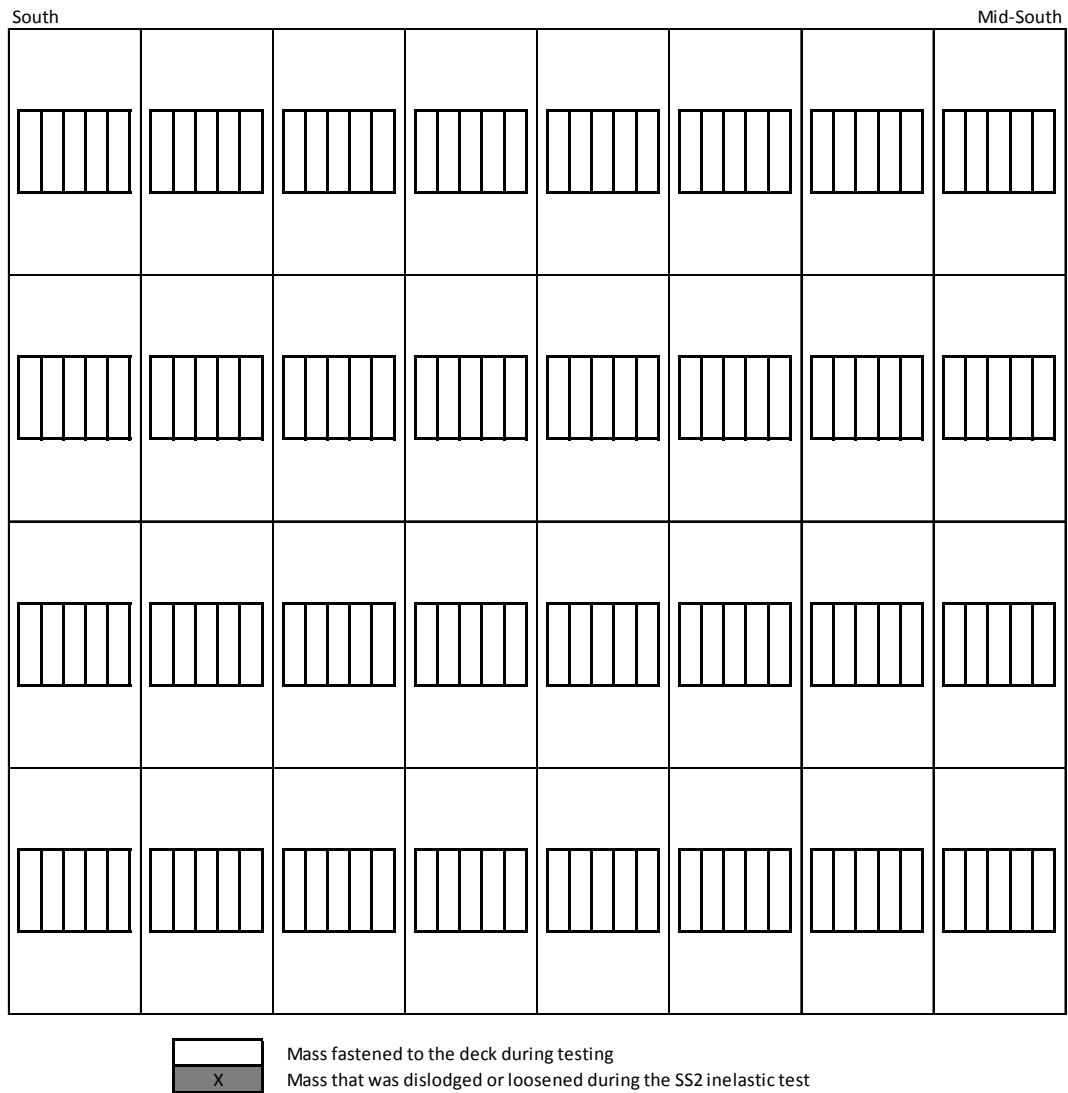 South Mid-South
Mass fastened to the deck during testing
X Mass that was dislodged or loosened during the SS2 inelastic test